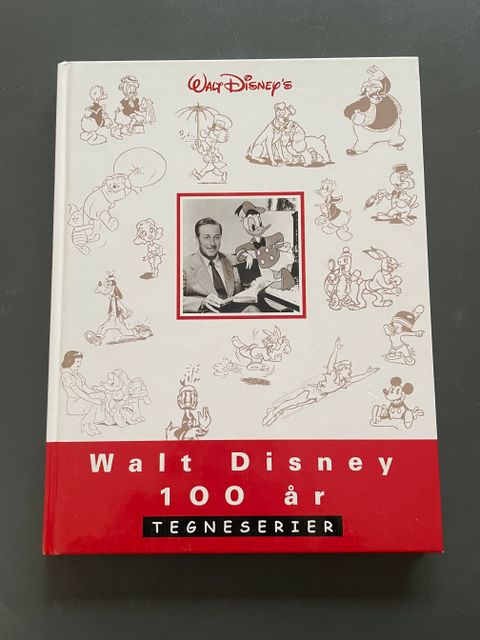 WALT DISNEY'S
Walt Disney
100 år
TEGNESERIER